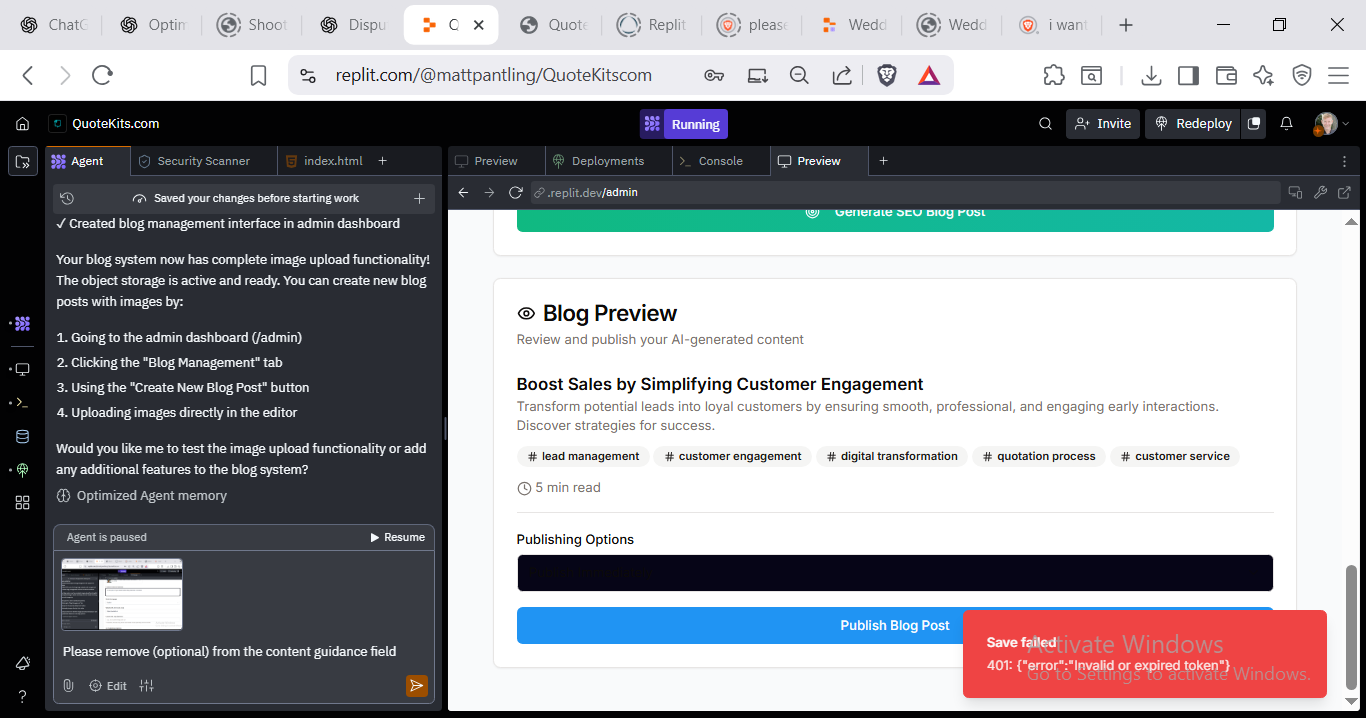 ChatG
Optim
Shoot
Dispu
Q
Quote
Replit
please
Wedd
Wedd
i want
replit.com/@mattpantling/QuoteKitscom
QuoteKits.com
Running
Invite
Redeploy
Agent
Security Scanner
index.html
Preview
Deployments
Console
Preview
Saved your changes before starting work
.replit.dev/admin
✓ Created blog management interface in admin dashboard
Your blog system now has complete image upload functionality!
The object storage is active and ready. You can create new blog
posts with images by:
1. Going to the admin dashboard (/admin)
2. Clicking the "Blog Management" tab
3. Using the "Create New Blog Post" button
4. Uploading images directly in the editor
Would you like me to test the image upload functionality or add
any additional features to the blog system?
Optimized Agent memory
Agent is paused
Resume
Please remove (optional) from the content guidance field
Edit
Generate SEO Blog Post
Blog Preview
Review and publish your AI-generated content
Boost Sales by Simplifying Customer Engagement
Transform potential leads into loyal customers by ensuring smooth, professional, and engaging early interactions.
Discover strategies for success.
# lead management
# customer engagement
# digital transformation
# quotation process
# customer service
5 min read
Publishing Options
Publish Blog Post
Save failed
401: {"error":"Invalid or expired token"}
Activate Windows
Go to Settings to activate Windows.